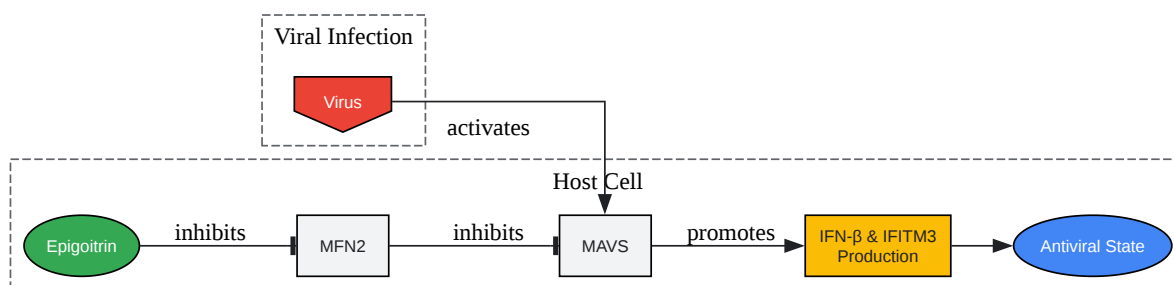 Viral Infection
Virus
activates
Host Cell
Epigoitrin
inhibits
MFN2
inhibits
MAVS
promotes
IFN-β & IFITM3
Production
Antiviral State